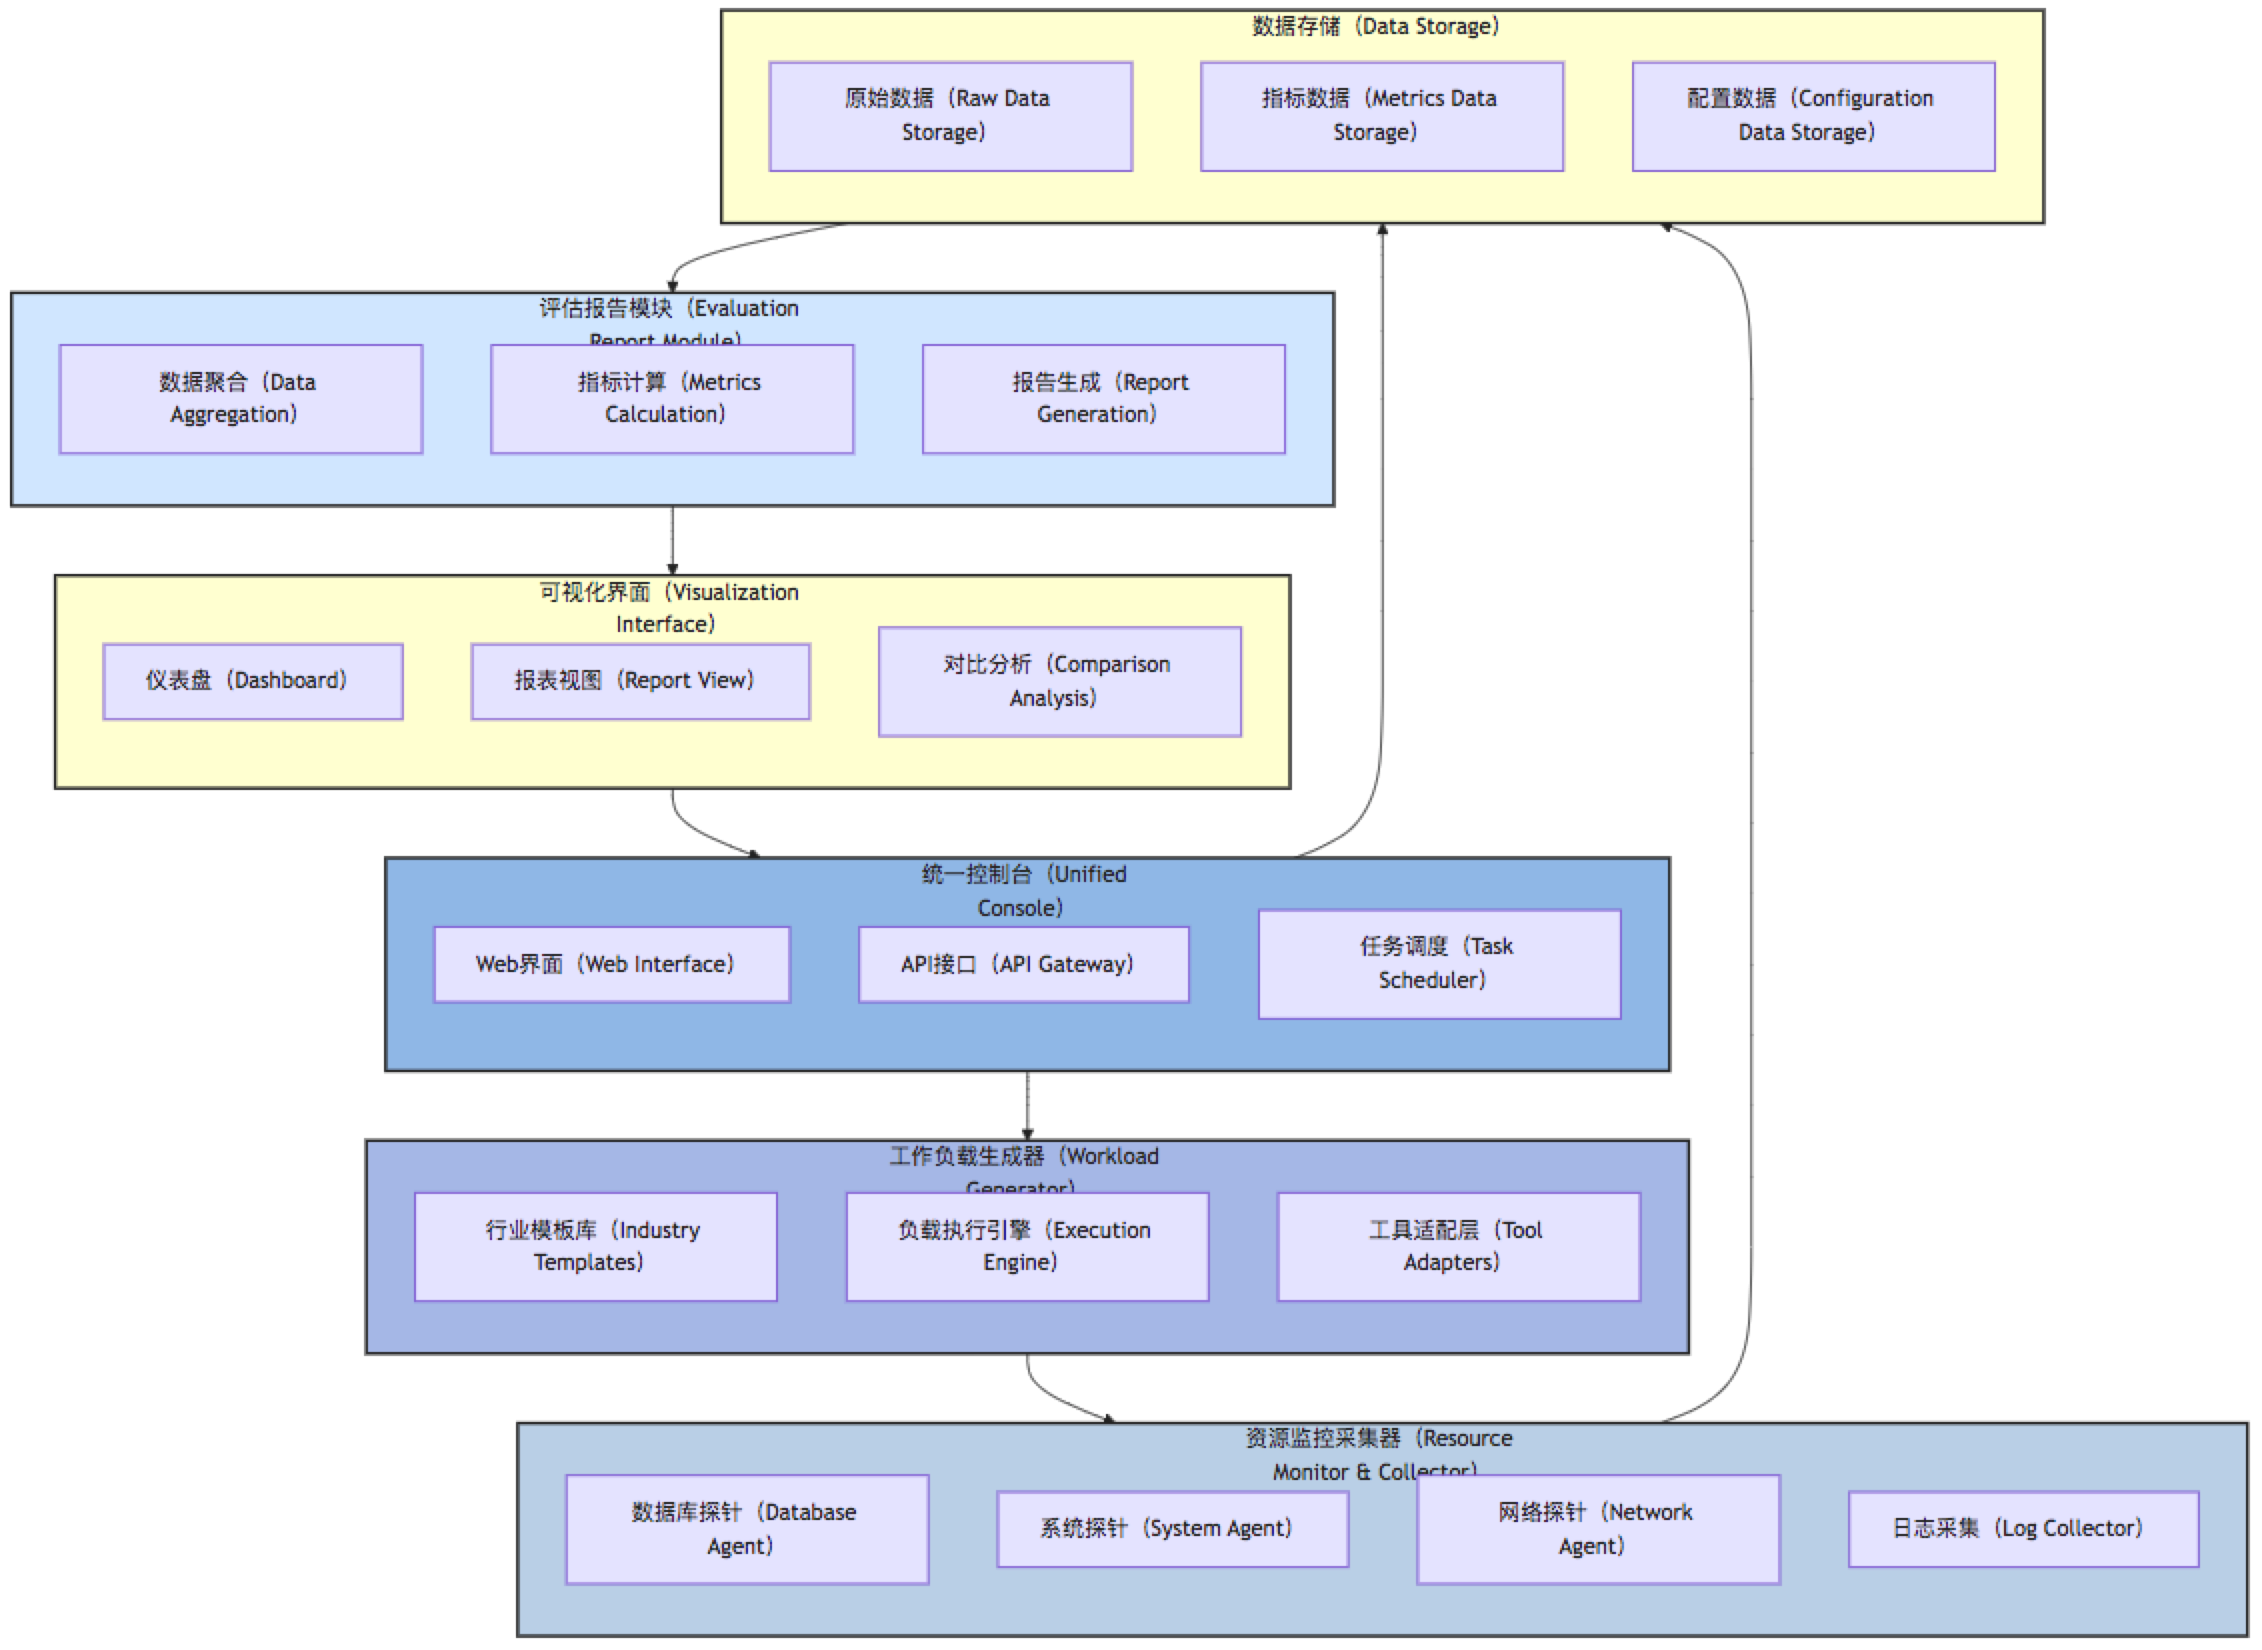 数据存储（Data Storage）
原始数据（Raw Data
Storage）
指标数据（Metrics Data
Storage）
配置数据（Configuration
Data Storage）
评估报告模块（Evaluation
Report Module）
数据聚合（Data
Aggregation）
指标计算（Metrics
Calculation）
报告生成（Report
Generation）
可视化界面（Visualization
Interface）
仪表盘（Dashboard）
报表视图（Report View）
对比分析（Comparison
Analysis）
统一控制台（Unified
Console）
Web界面（Web Interface）
API接口（API Gateway）
任务调度（Task
Scheduler）
工作负载生成器（Workload
Generator）
行业模板库（Industry
Templates）
负载执行引擎（Execution
Engine）
工具适配层（Tool
Adapters）
资源监控采集器（Resource
Monitor & Collector）
数据库探针（Database
Agent）
系统探针（System Agent）
网络探针（Network
Agent）
日志采集（Log Collector）